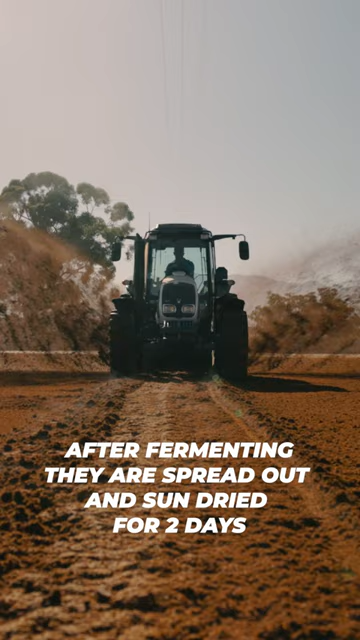 AFTER FERMENTING
THEY ARE SPREAD OUT
AND SUN DRIED
FOR 2 DAYS